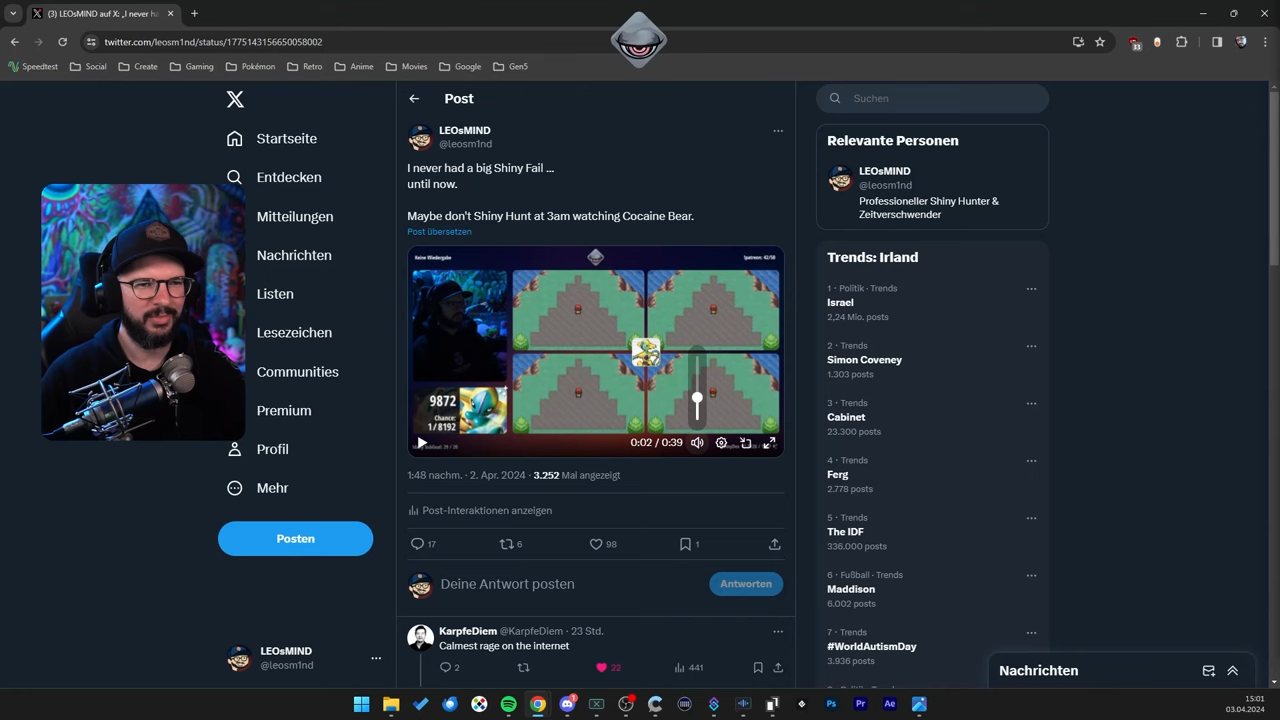 (3) LEOsMIND auf X: „I never ha
twitter.com/leosm1nd/status/1775143156650058002
33
Speedtest
Social
Create
Gaming
Pokémon
Retro
Anime
Movies
Google
Gen5
Startseite
Entdecken
Mitteilungen
Nachrichten
Listen
Lesezeichen
Communities
Premium
Profil
Mehr
Posten
LEOsMIND
@leosm1nd
Post
LEOsMIND
@leosm1nd
I never had a big Shiny Fail ...
until now.
Maybe don't Shiny Hunt at 3am watching Cocaine Bear.
Post übersetzen
Keine Wiedergabe
9872
Chance:
1/8192
0:02 / 0:39
1:48 nachm. · 2. Apr. 2024 · 3.252 Mal angezeigt
Post-Interaktionen anzeigen
17
6
98
1
Deine Antwort posten
Antworten
KarpfeDiem @KarpfeDiem · 23 Std.
Calmest rage on the internet
2
22
441
Suchen
Relevante Personen
LEOsMIND
@leosm1nd
Professioneller Shiny Hunter &
Zeitverschwender
Trends: Irland
1 · Politik · Trends
Israel
2,24 Mio. posts
2 · Trends
Simon Coveney
1.303 posts
3 · Trends
Cabinet
23.300 posts
4 · Trends
Ferg
2.778 posts
5 · Trends
The IDF
336.000 posts
6 · Fußball · Trends
Maddison
6.002 posts
7 · Trends
#WorldAutismDay
3.936 posts
Nachrichten
1
Ps
Pr
Ae
15:01
03.04.2024